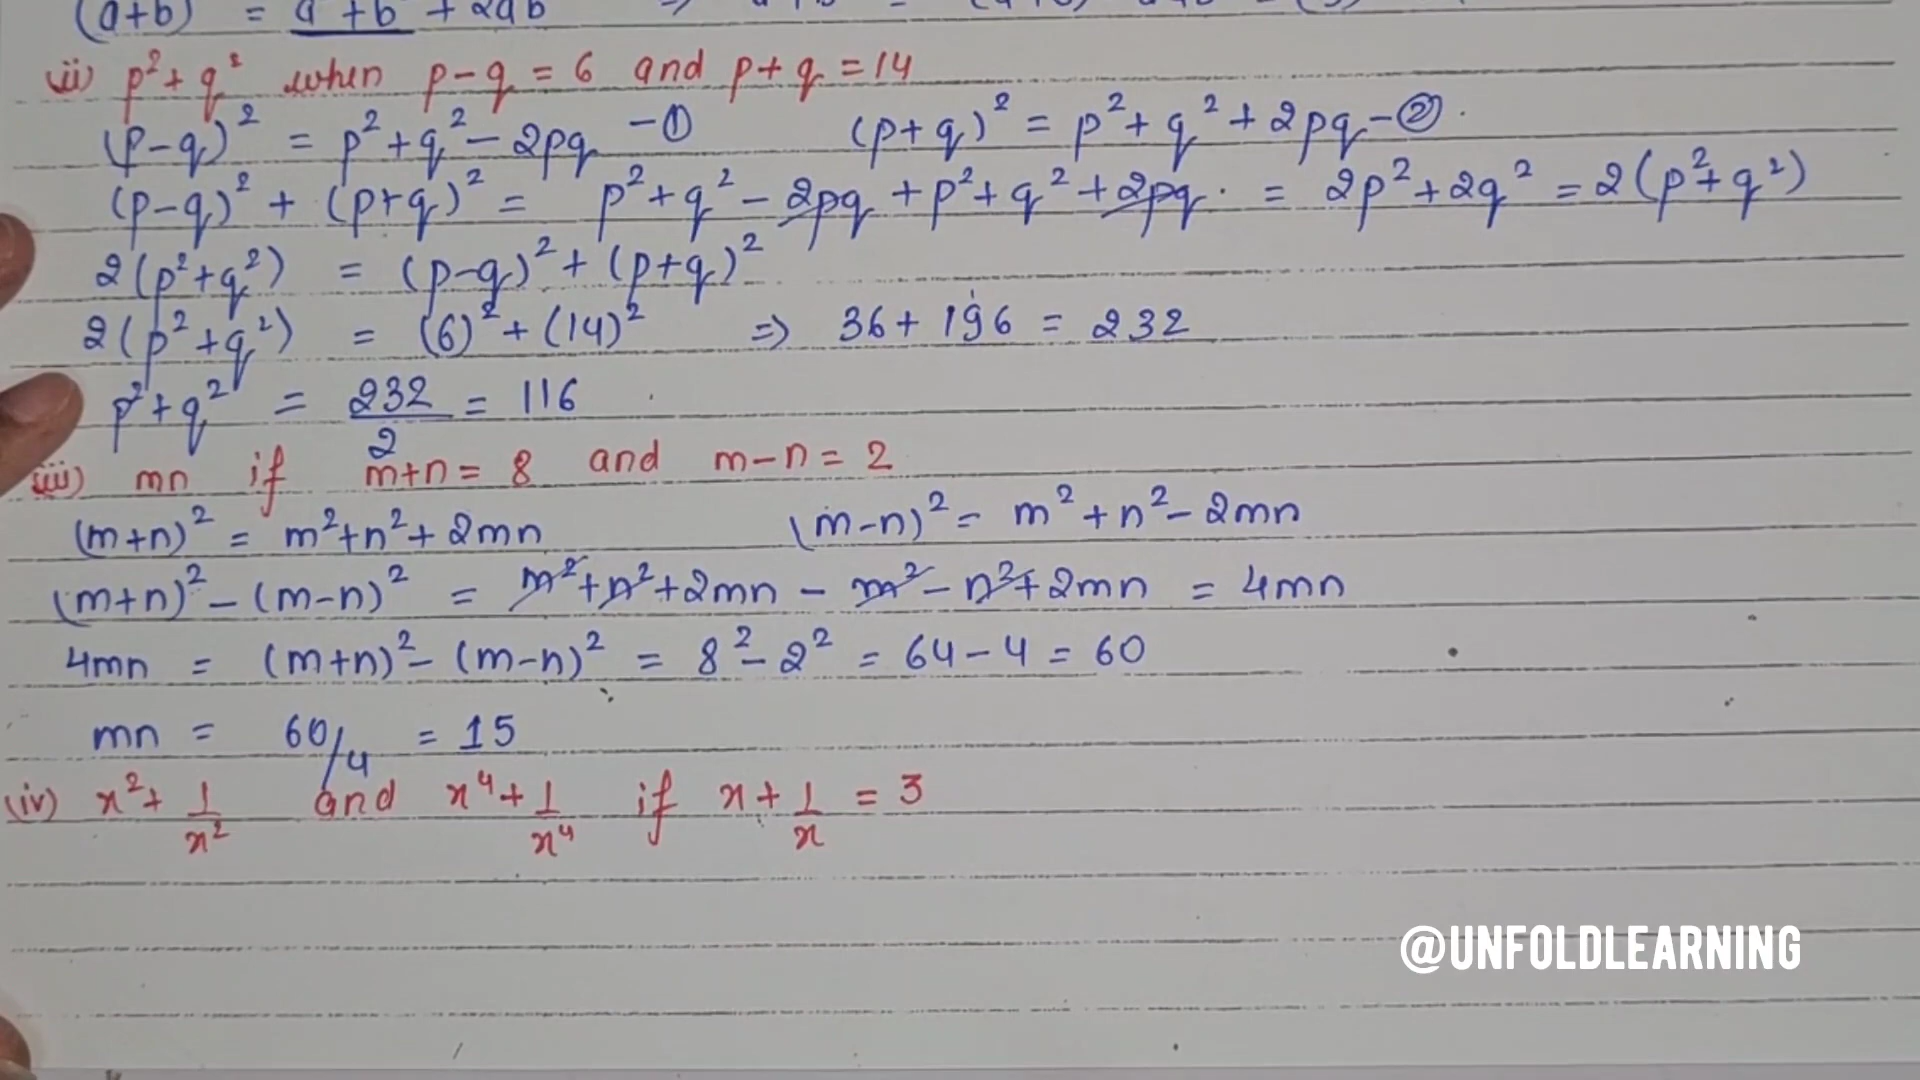 (a+b)² = a²+b²+2ab ⇒
ii) p²+q² when p-q=6 and p+q=14
(p-q)² = p²+q²-2pq -① (p+q)² = p²+q²+2pq-②.
(p-q)² + (p+q)² = p²+q²-2pq+p²+q²+2pq. = 2p²+2q² = 2(p²+q²)
2(p²+q²) = (p-q)²+(p+q)²
2(p²+q²) = (6)²+(14)² ⇒ 36+196 = 232
p²+q² = 232/2 = 116
iii) mn if m+n=8 and m-n=2
(m+n)² = m²+n²+2mn (m-n)² = m²+n²-2mn
(m+n)²-(m-n)² = m²+n²+2mn-m²-n²+2mn = 4mn
4mn = (m+n)²-(m-n)² = 8²-2² = 64-4 = 60
mn = 60/4 = 15
(iv) x²+1/x² and x⁴+1/x⁴ if x+1/x = 3
@UNFOLDLEARNING